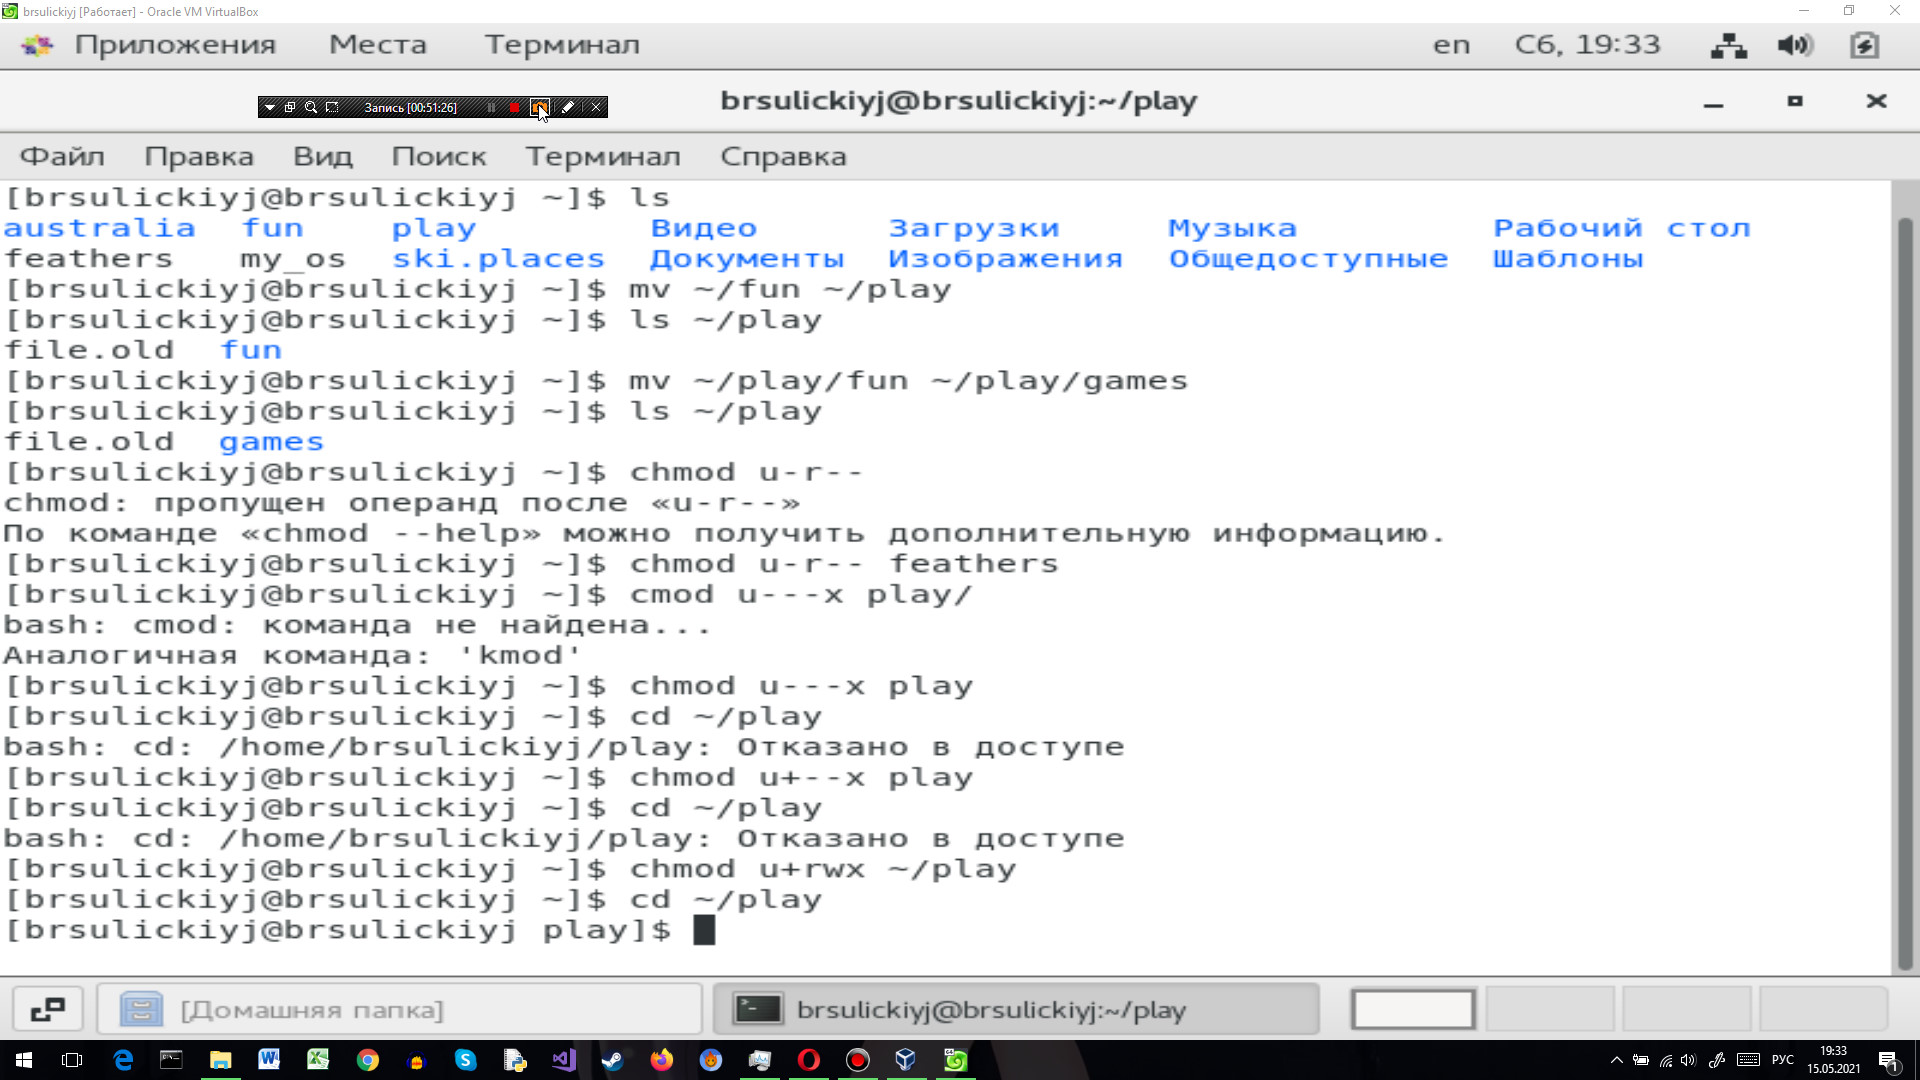 brsulickiyj [Работает] - Oracle VM VirtualBox
Приложения Места Терминал en Сб, 19:33
Запись [00:51:26]
brsulickiyj@brsulickiyj:~/play
Файл Правка Вид Поиск Терминал Справка
[brsulickiyj@brsulickiyj ~]$ ls
australia fun play Видео Загрузки Музыка Рабочий стол
feathers my_os ski.places Документы Изображения Общедоступные Шаблоны
[brsulickiyj@brsulickiyj ~]$ mv ~/fun ~/play
[brsulickiyj@brsulickiyj ~]$ ls ~/play
file.old fun
[brsulickiyj@brsulickiyj ~]$ mv ~/play/fun ~/play/games
[brsulickiyj@brsulickiyj ~]$ ls ~/play
file.old games
[brsulickiyj@brsulickiyj ~]$ chmod u-r--
chmod: пропущен операнд после «u-r--»
По команде «chmod --help» можно получить дополнительную информацию.
[brsulickiyj@brsulickiyj ~]$ chmod u-r-- feathers
[brsulickiyj@brsulickiyj ~]$ cmod u---x play/
bash: cmod: команда не найдена...
Аналогичная команда: 'kmod'
[brsulickiyj@brsulickiyj ~]$ chmod u---x play
[brsulickiyj@brsulickiyj ~]$ cd ~/play
bash: cd: /home/brsulickiyj/play: Отказано в доступе
[brsulickiyj@brsulickiyj ~]$ chmod u+--x play
[brsulickiyj@brsulickiyj ~]$ cd ~/play
bash: cd: /home/brsulickiyj/play: Отказано в доступе
[brsulickiyj@brsulickiyj ~]$ chmod u+rwx ~/play
[brsulickiyj@brsulickiyj ~]$ cd ~/play
[brsulickiyj@brsulickiyj play]$
[Домашняя папка] brsulickiyj@brsulickiyj:~/play
РУС 19:33
15.05.2021
1